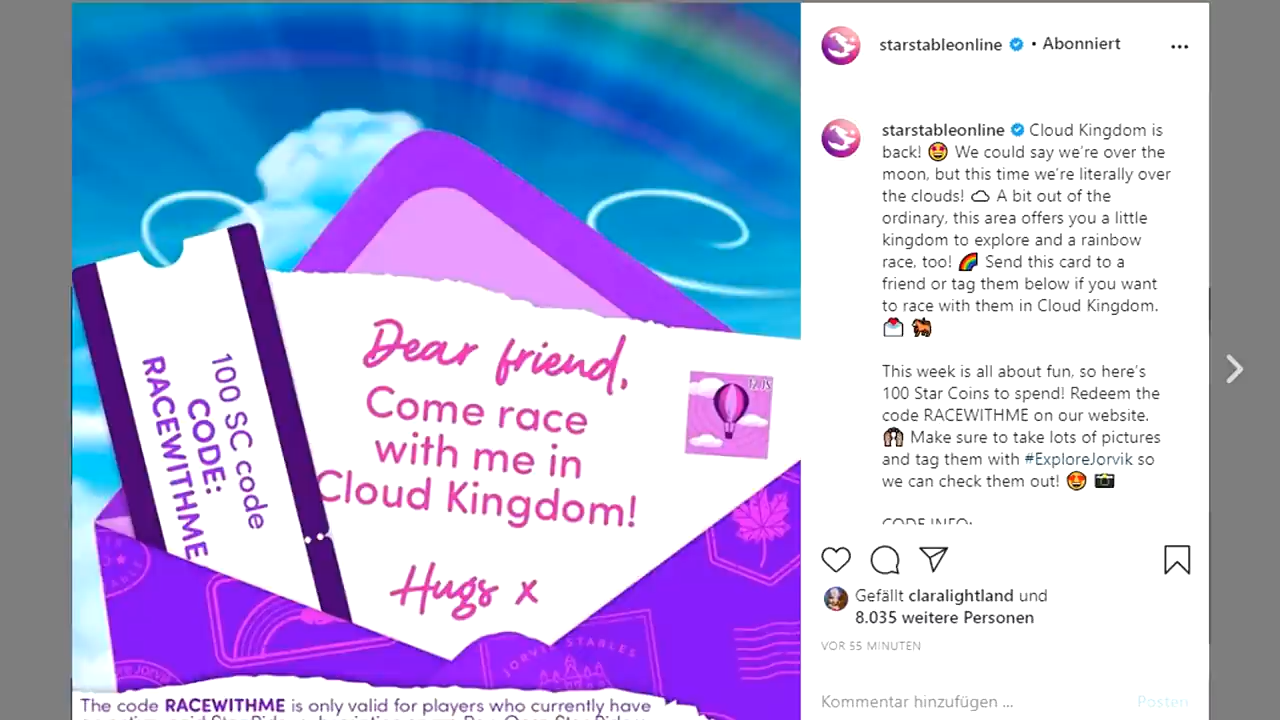 Dear friend,
Come race
with me in
Cloud Kingdom!
Hugs x
100 SC code
CODE:
RACEWITHME
JORVIK STABLES
The code RACEWITHME is only valid for players who currently have
starstableonline • Abonniert
starstableonline Cloud Kingdom is
back! 🤩 We could say we're over the
moon, but this time we're literally over
the clouds! ☁ A bit out of the
ordinary, this area offers you a little
kingdom to explore and a rainbow
race, too! 🌈 Send this card to a
friend or tag them below if you want
to race with them in Cloud Kingdom.
💌 🐎
This week is all about fun, so here's
100 Star Coins to spend! Redeem the
code RACEWITHME on our website.
👯 Make sure to take lots of pictures
and tag them with #ExploreJorvik so
we can check them out! 😍 📸
CODE INFO:
Gefällt claralightland und
8.035 weitere Personen
VOR 55 MINUTEN
Kommentar hinzufügen ...
Posten